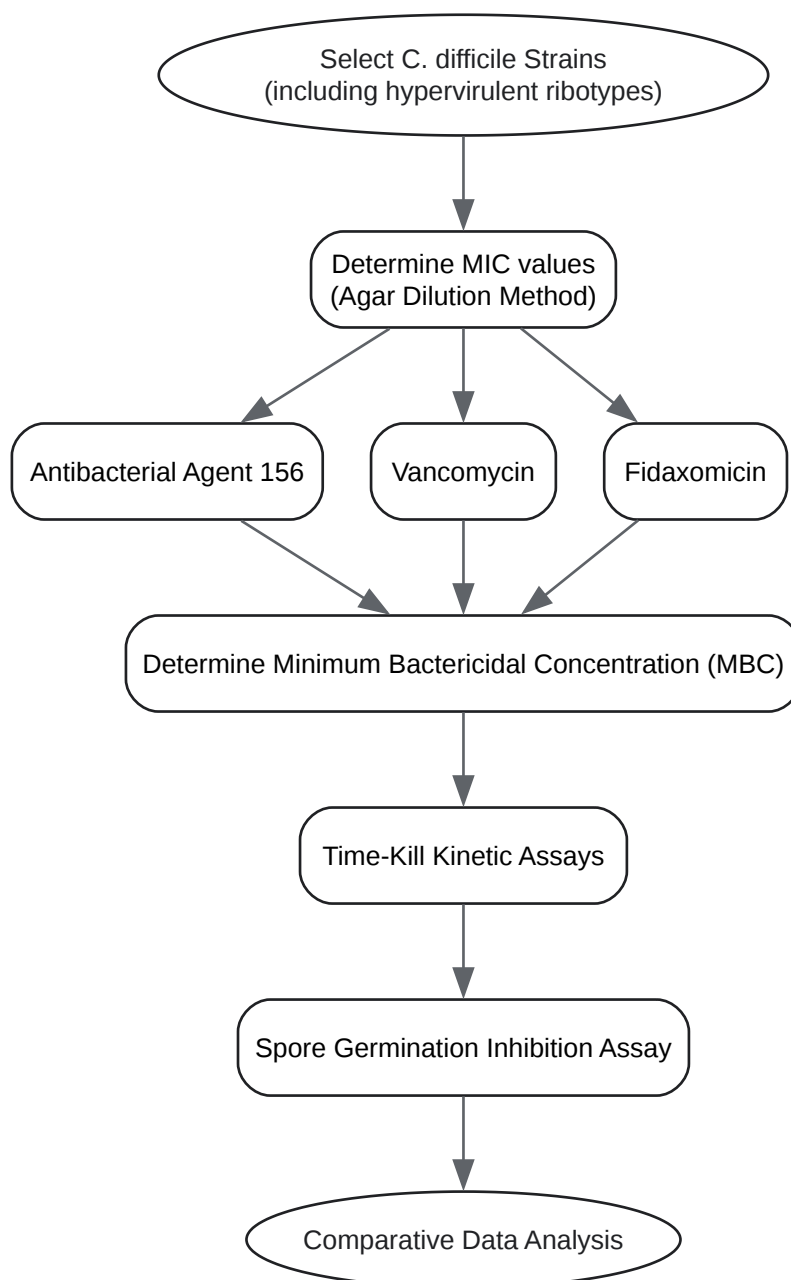 Select C. difficile Strains
(including hypervirulent ribotypes)
Determine MIC values
(Agar Dilution Method)
Antibacterial Agent 156
Vancomycin
Fidaxomicin
Determine Minimum Bactericidal Concentration (MBC)
Time-Kill Kinetic Assays
Spore Germination Inhibition Assay
Comparative Data Analysis